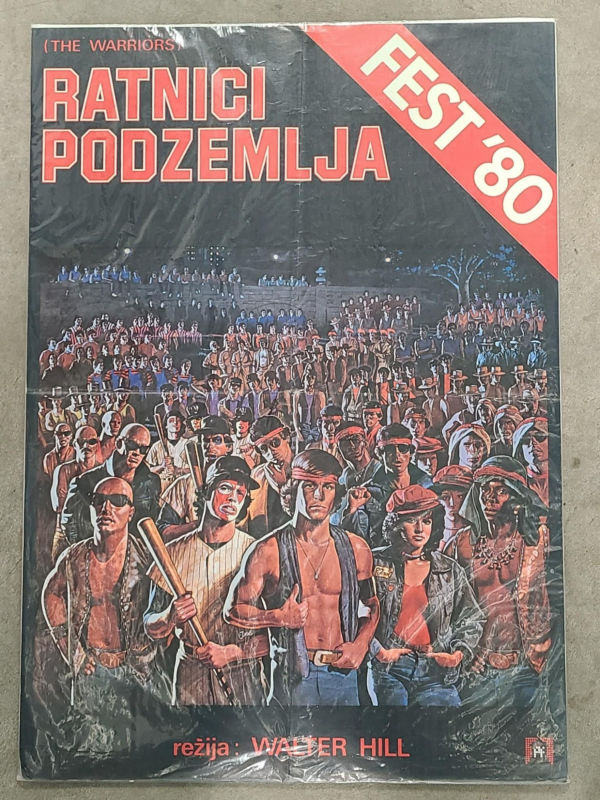 (THE WARRIORS)
RATNICI
PODZEMLJA
FEST '80
režija: WALTER HILL